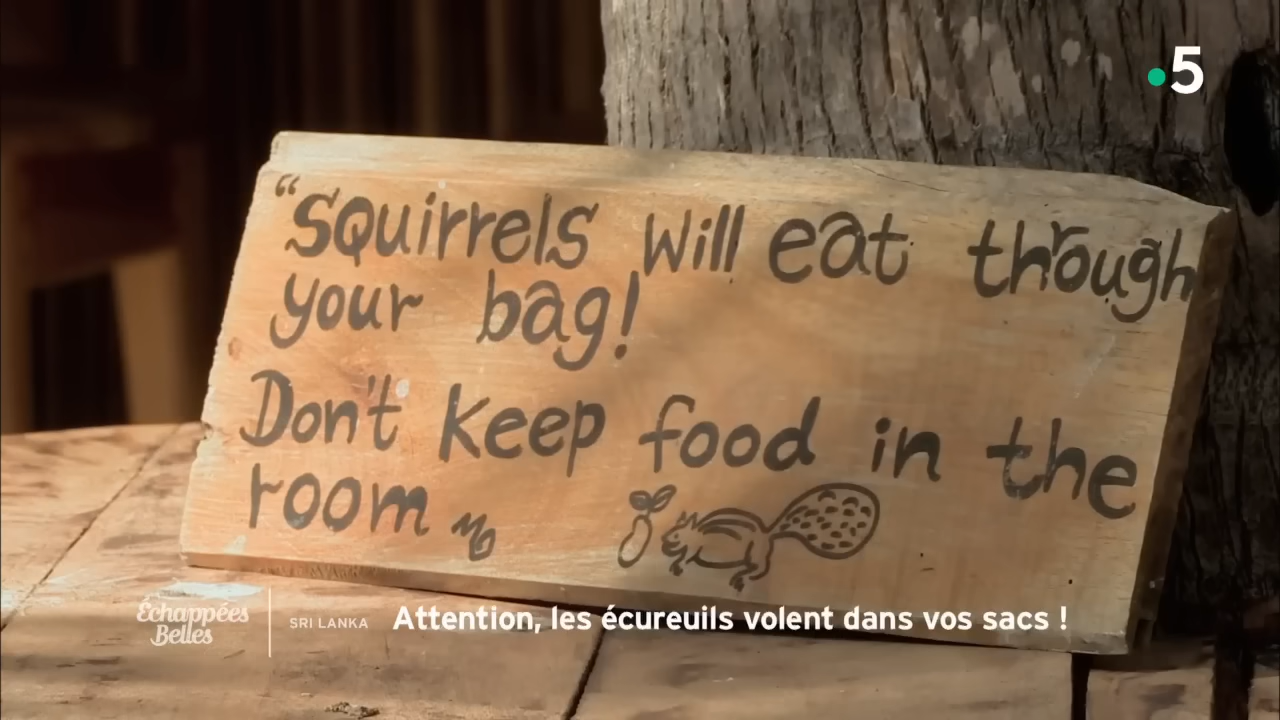 5
“Squirrels will eat though
your bag!
Don't keep food in the
room
Échappées
Belles
SRI LANKA
Attention, les écureuils volent dans vos sacs !